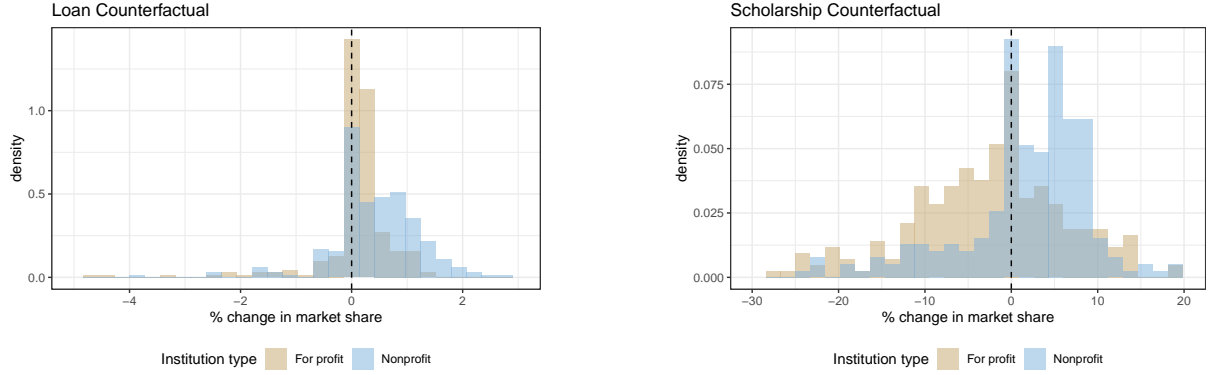 Loan Counterfactual
density
1.0
0.5
0.0
−4 −2 0 2
% change in market share
Institution type For profit Nonprofit
Scholarship Counterfactual
density
0.075
0.050
0.025
0.000
−30 −20 −10 0 10 20
% change in market share
Institution type For profit Nonprofit